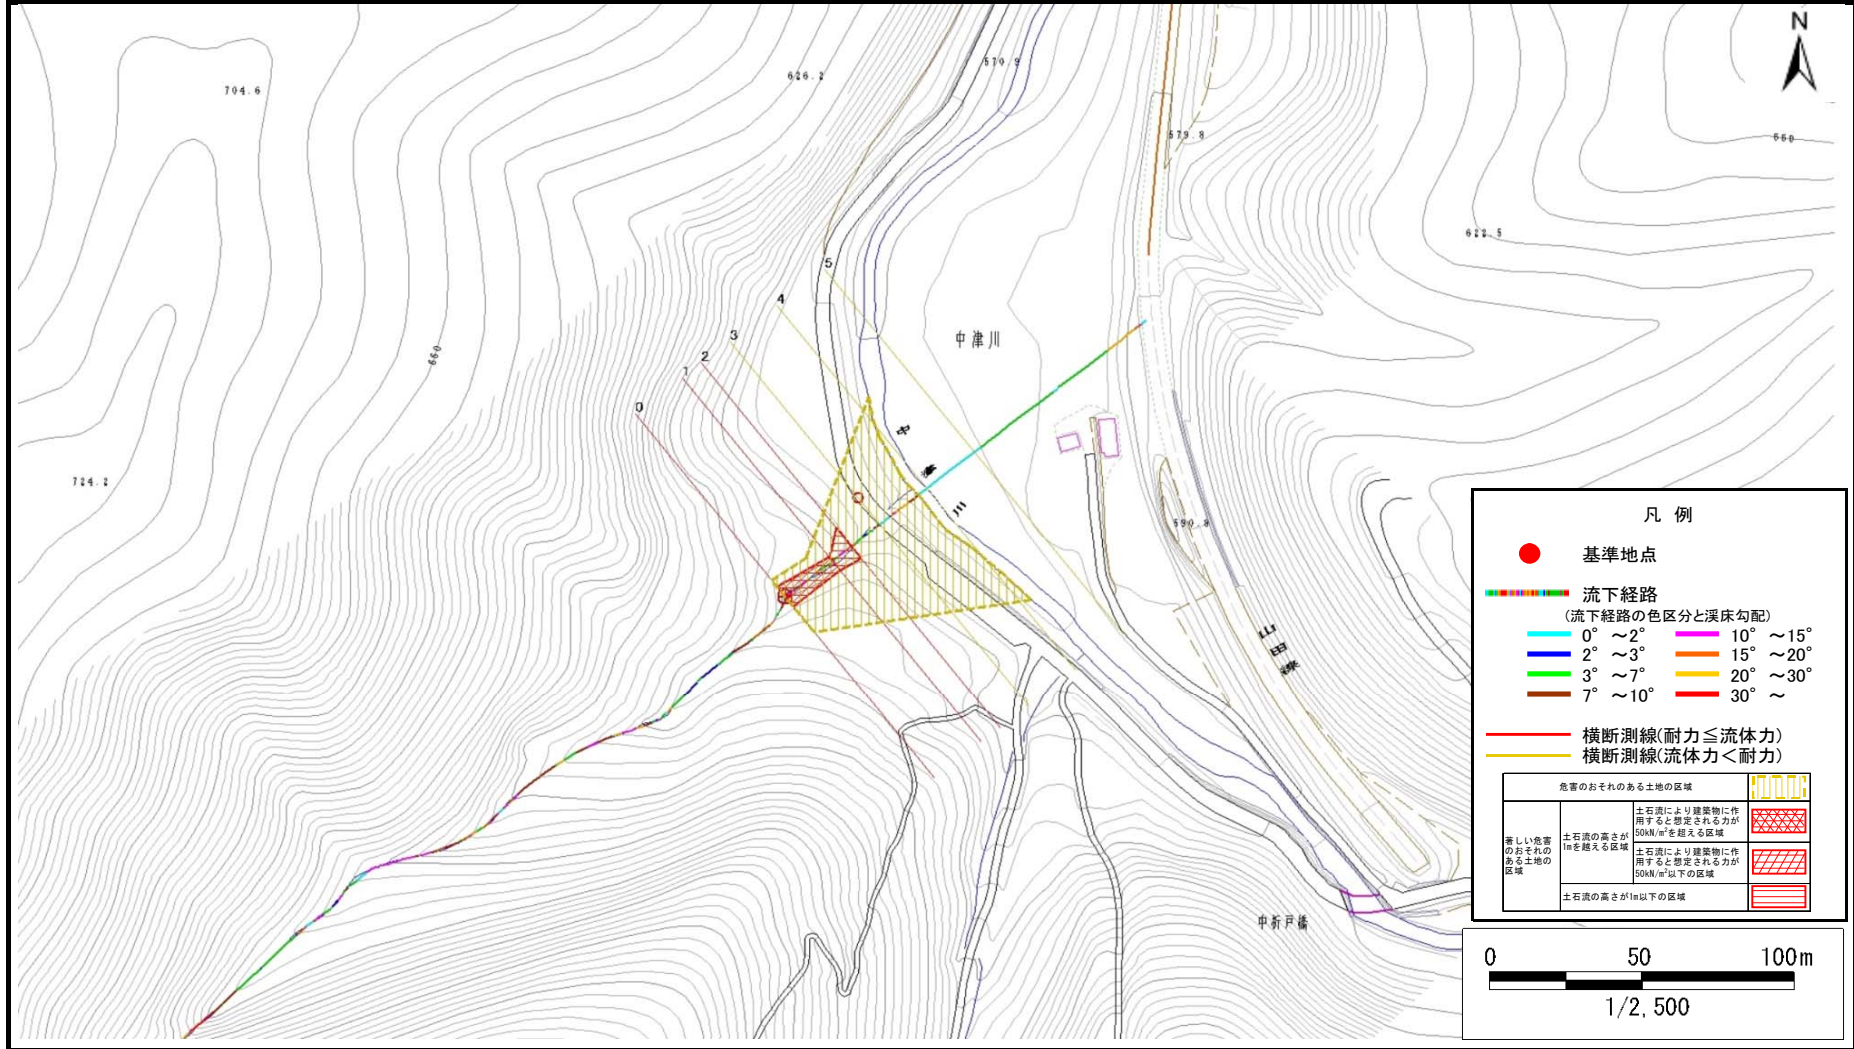 N
704.6
626.2
570.9
579.8
660
622.5
5
4
3
2
1
0
中津川
660
中
津
川
724.2
590.8
山
田
線
中折戸橋
凡 例
基準地点
流下経路
(流下経路の色区分と渓床勾配)
0° ～2°
10° ～15°
2° ～3°
15° ～20°
3° ～7°
20° ～30°
7° ～10°
30° ～
横断測線(耐力≦流体力)
横断測線(流体力＜耐力)
危害のおそれのある土地の区域
著しい危害
のおそれの
ある土地の
区域
土石流の高さが
1mを越える区域
土石流により建築物に作
用すると想定される力が
50kN/m²を超える区域
土石流により建築物に作
用すると想定される力が
50kN/m²以下の区域
土石流の高さが1m以下の区域
0 50 100m
1/2,500